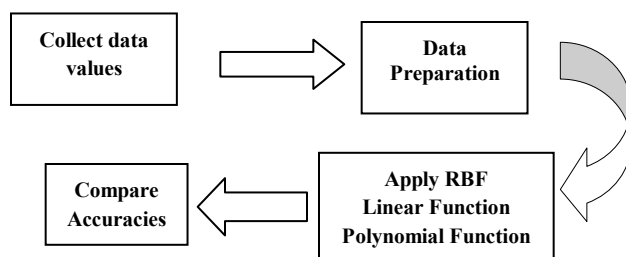 Collect data
values
Data
Preparation
Apply RBF
Linear Function
Polynomial Function
Compare
Accuracies